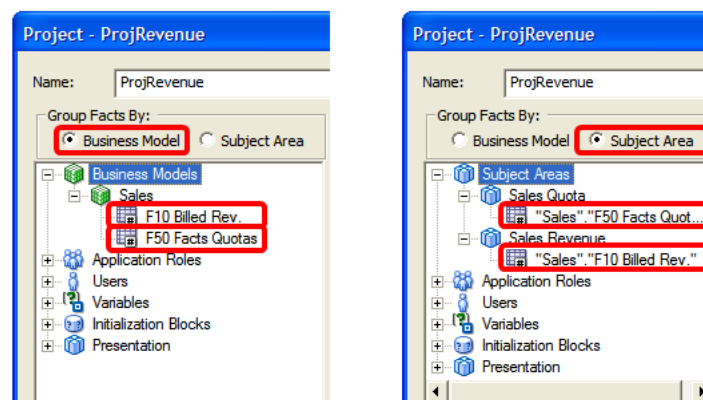 Project - ProjRevenue
Name: ProjRevenue
Group Facts By:
Business Model Subject Area
Business Models
Sales
F10 Billed Rev.
F50 Facts Quotas
Application Roles
Users
Variables
Initialization Blocks
Presentation
Project - ProjRevenue
Name: ProjRevenue
Group Facts By:
Business Model Subject Area
Subject Areas
Sales Quota
"Sales"."F50 Facts Quot...
Sales Revenue
"Sales"."F10 Billed Rev."
Application Roles
Users
Variables
Initialization Blocks
Presentation